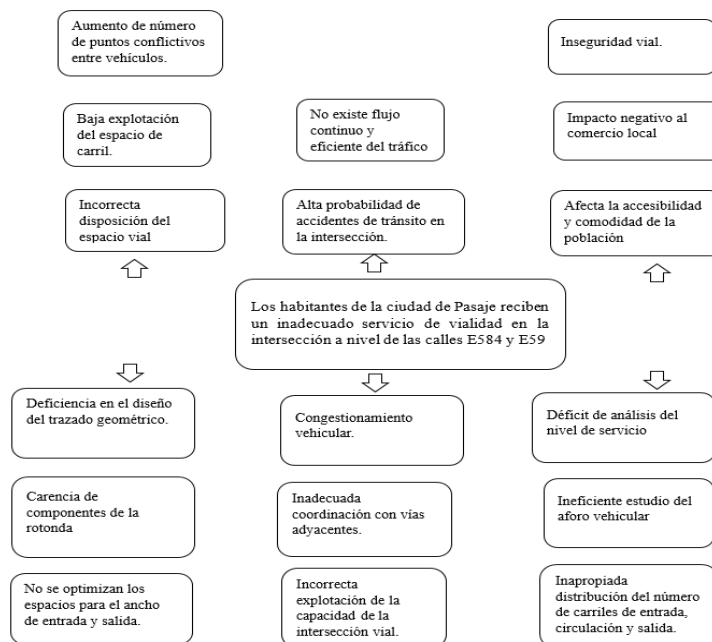 Aumento de número
de puntos conflictivos
entre vehículos.
Inseguridad vial.
Baja explotación
del espacio de
carril.
No existe flujo
continuo y
eficiente del tráfico
Impacto negativo al
comercio local
Incorrecta
disposición del
espacio vial
Alta probabilidad de
accidentes de tránsito en
la intersección.
Afecta la accesibilidad
y comodidad de la
población
Los habitantes de la ciudad de Pasaje reciben
un inadecuado servicio de vialidad en la
intersección a nivel de las calles E584 y E59
Deficiencia en el diseño
del trazado geométrico.
Congestionamiento
vehicular.
Déficit de análisis del
nivel de servicio
Carencia de
componentes de la
rotonda
Inadecuada
coordinación con vías
adyacentes.
Ineficiente estudio del
aforo vehicular
No se optimizan los
espacios para el ancho
de entrada y salida.
Incorrecta
explotación de la
capacidad de la
intersección vial.
Inapropiada
distribución del número
de carriles de entrada,
circulación y salida.